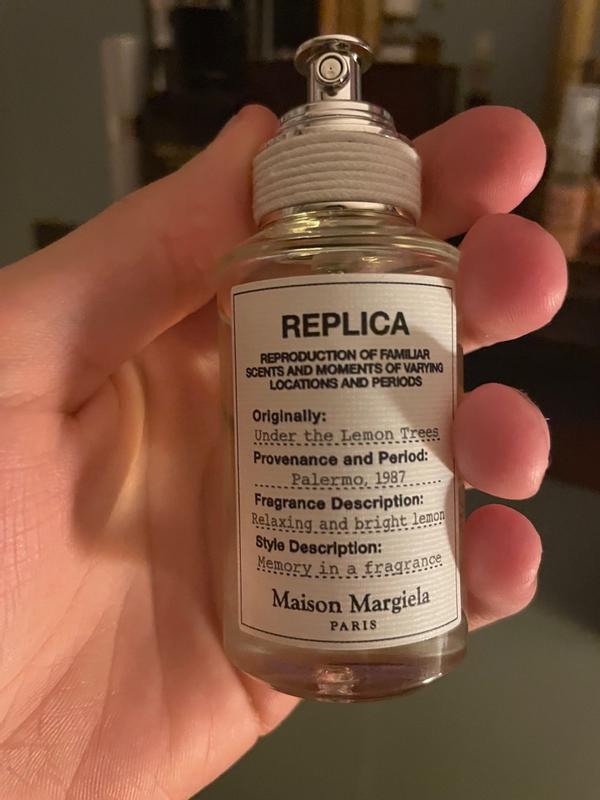 REPLICA
REPRODUCTION OF FAMILIAR
SCENTS AND MOMENTS OF VARYING
LOCATIONS AND PERIODS
Originally:
Under the Lemon Trees
Provenance and Period:
Palermo, 1987
Fragrance Description:
Relaxing and bright lemon
Style Description:
Memory in a fragrance
Maison Margiela
PARIS